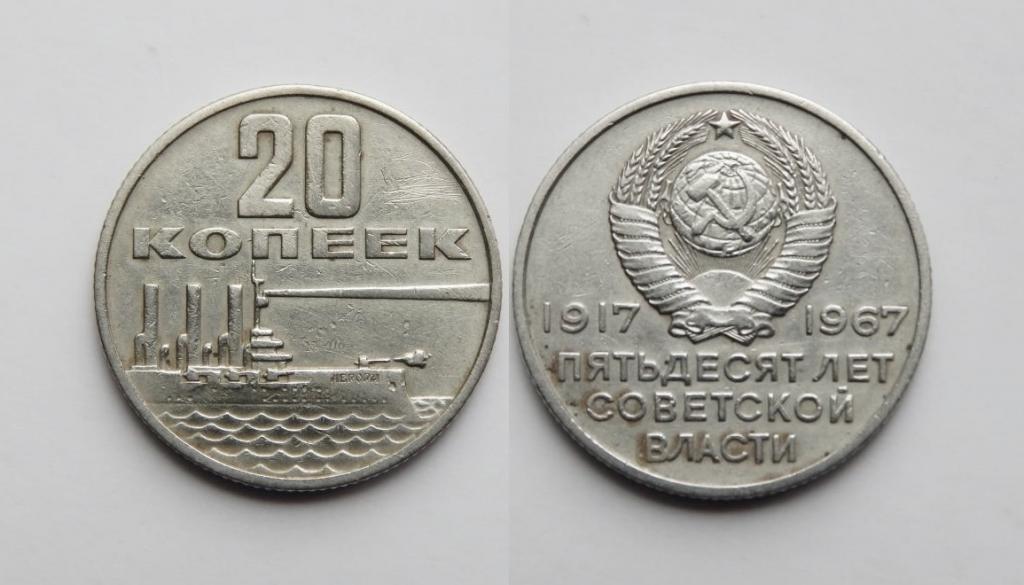 20
КОПЕЕК
АВРОРА
1917 1967
ПЯТЬДЕСЯТ ЛЕТ
СОВЕТСКОЙ
ВЛАСТИ